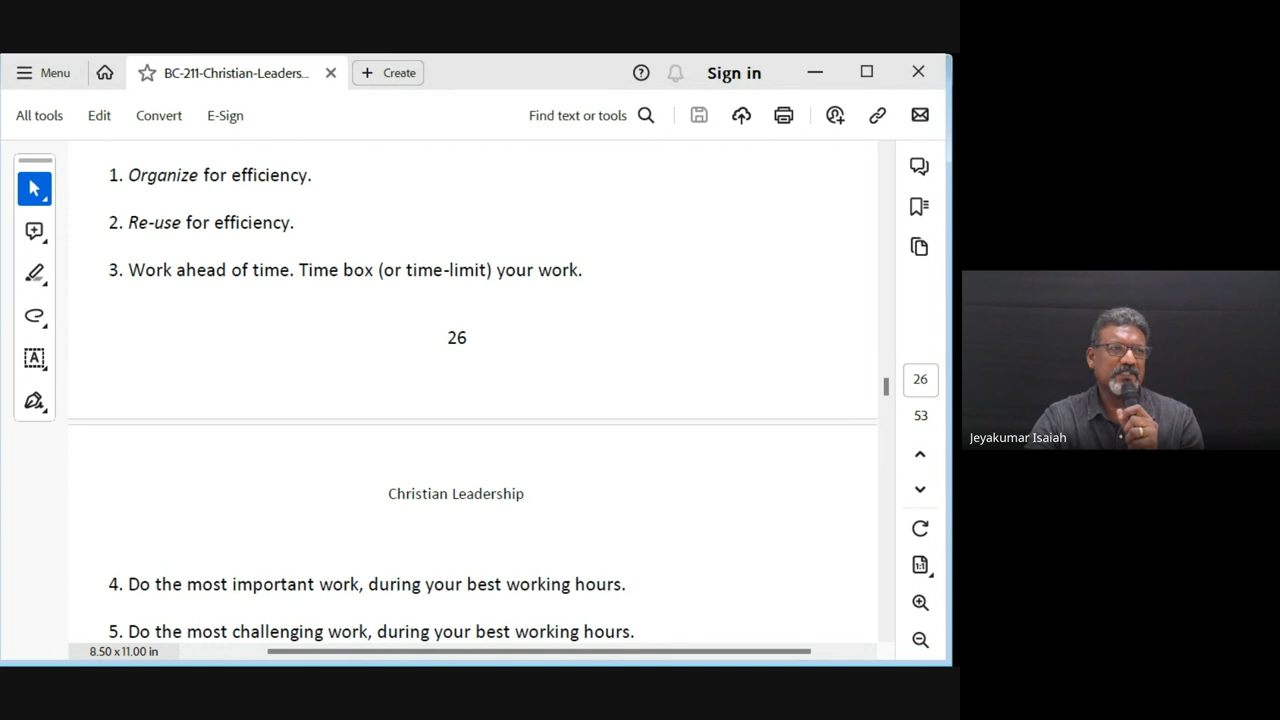 Menu
BC-211-Christian-Leaders...
Create
Sign in
All tools
Edit
Convert
E-Sign
Find text or tools
1. Organize for efficiency.
2. Re-use for efficiency.
3. Work ahead of time. Time box (or time-limit) your work.
26
Christian Leadership
4. Do the most important work, during your best working hours.
5. Do the most challenging work, during your best working hours.
8.50 x 11.00 in
26
53
1:1
Jeyakumar Isaiah